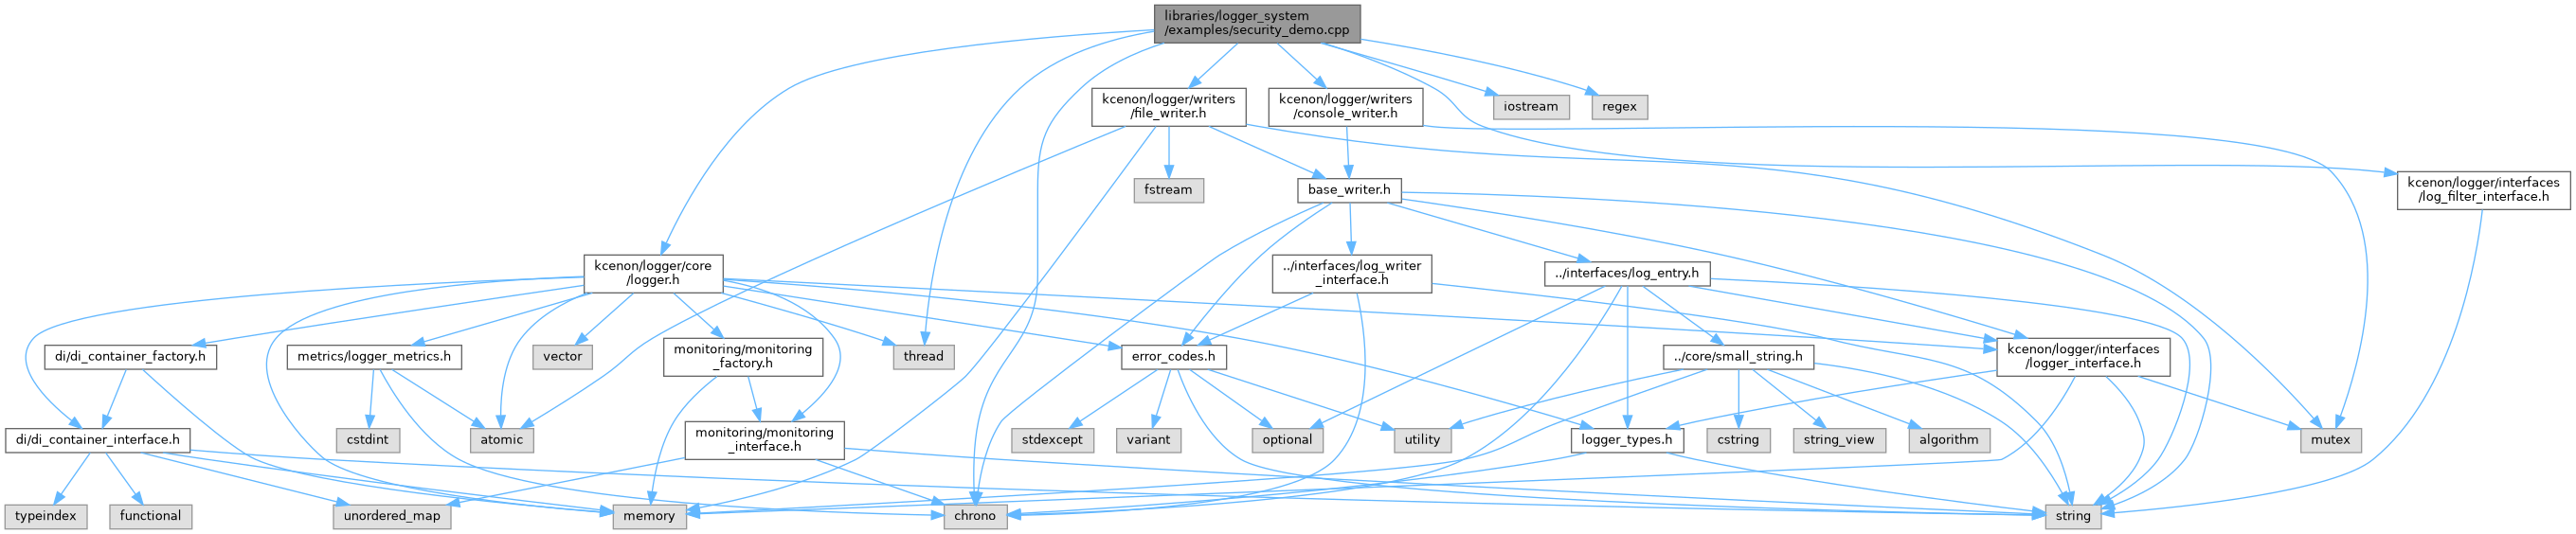 libraries/logger_system
/examples/security_demo.cpp
kcenon/logger/writers
/file_writer.h
kcenon/logger/writers
/console_writer.h
iostream
regex
fstream
base_writer.h
kcenon/logger/interfaces
/log_filter_interface.h
kcenon/logger/core
/logger.h
../interfaces/log_writer
_interface.h
../interfaces/log_entry.h
di/di_container_factory.h
metrics/logger_metrics.h
vector
monitoring/monitoring
_factory.h
thread
error_codes.h
../core/small_string.h
kcenon/logger/interfaces
/logger_interface.h
di/di_container_interface.h
cstdint
atomic
monitoring/monitoring
_interface.h
stdexcept
variant
optional
utility
logger_types.h
cstring
string_view
algorithm
mutex
typeindex
functional
unordered_map
memory
chrono
string